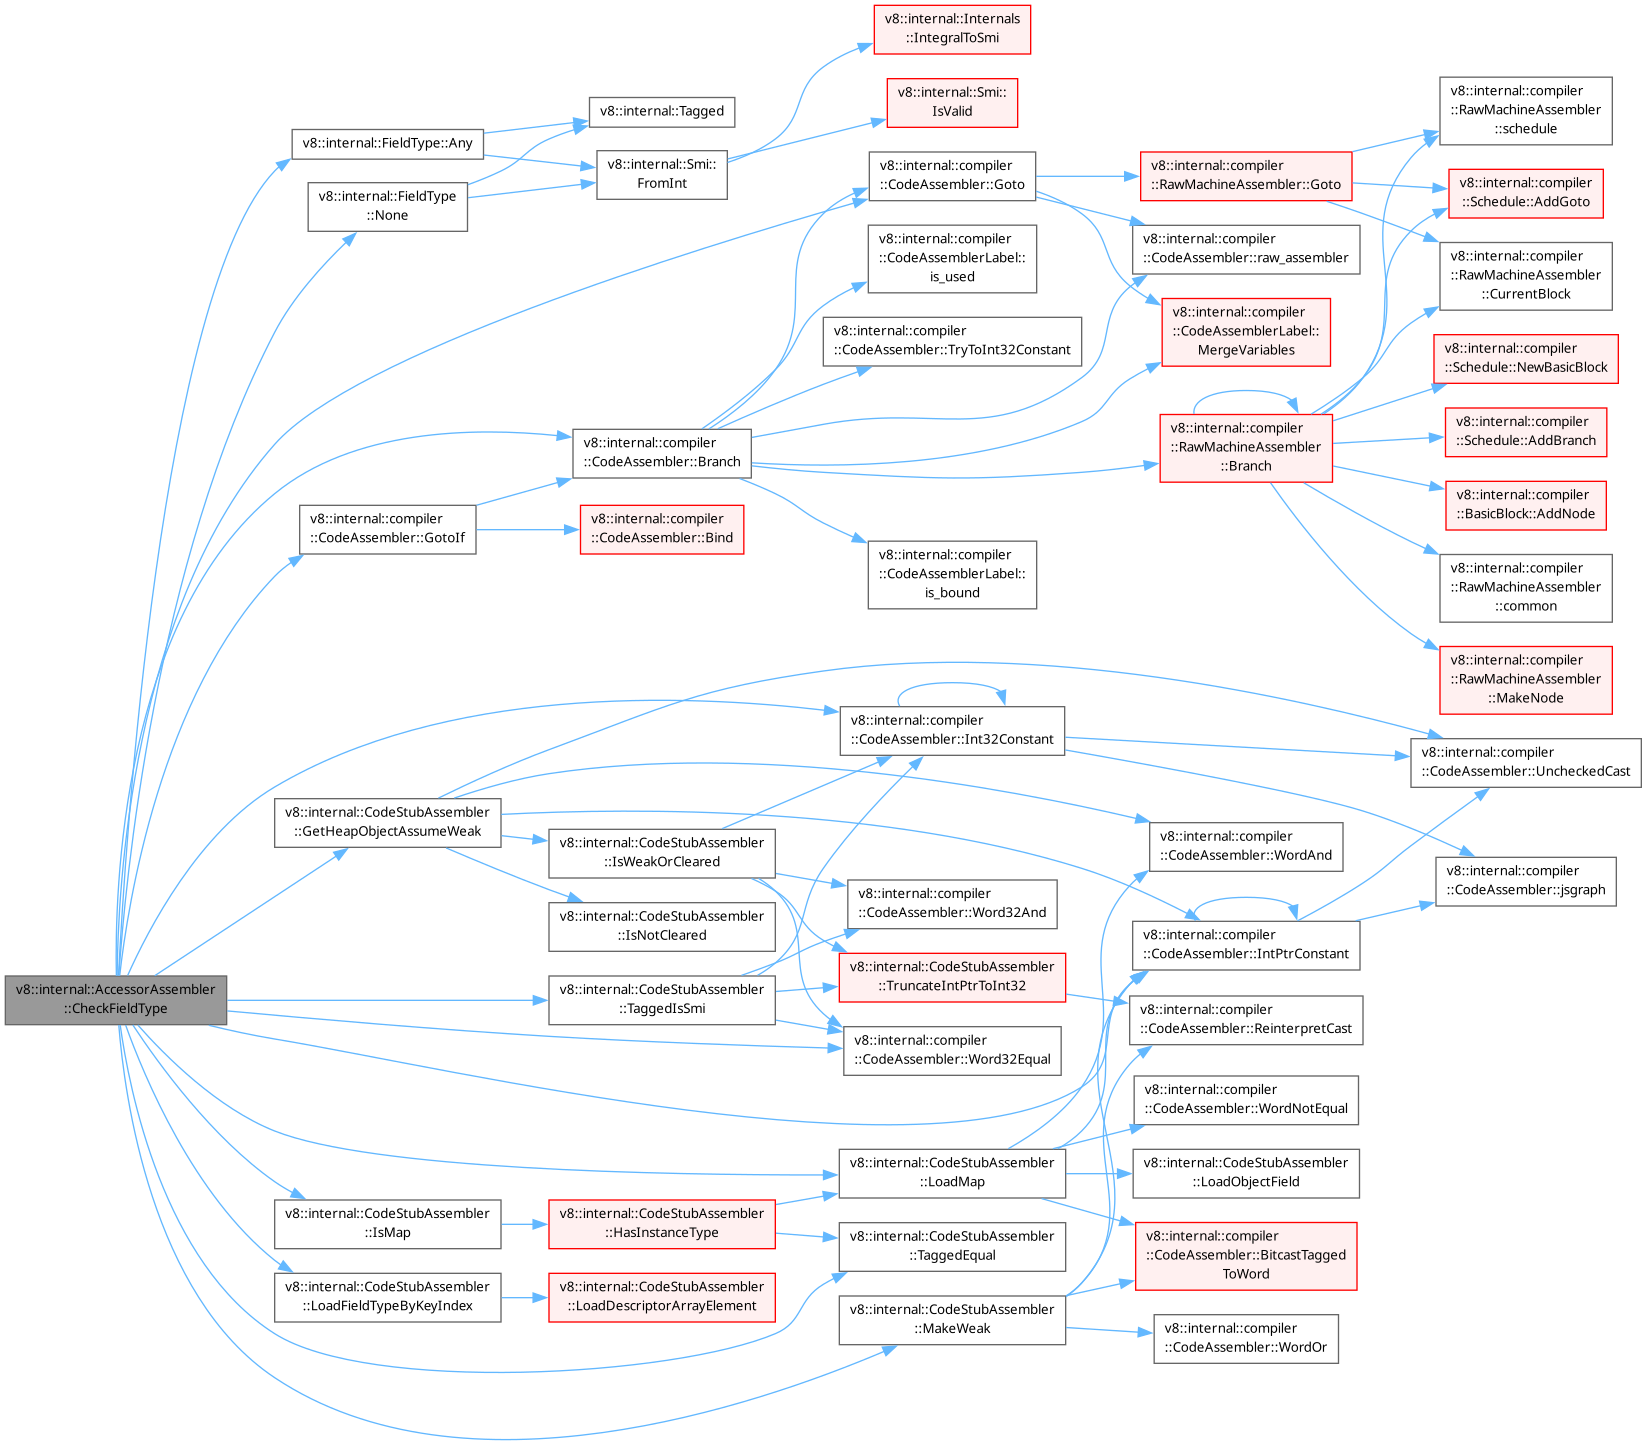 v8::internal::Internals
::IntegralToSmi
v8::internal::Smi::
IsValid
v8::internal::Tagged
v8::internal::FieldType::Any
v8::internal::Smi::
FromInt
v8::internal::FieldType
::None
v8::internal::compiler
::CodeAssembler::Goto
v8::internal::compiler
::RawMachineAssembler::Goto
v8::internal::compiler
::RawMachineAssembler
::schedule
v8::internal::compiler
::Schedule::AddGoto
v8::internal::compiler
::CodeAssemblerLabel::
is_used
v8::internal::compiler
::CodeAssembler::raw_assembler
v8::internal::compiler
::RawMachineAssembler
::CurrentBlock
v8::internal::compiler
::CodeAssembler::TryToInt32Constant
v8::internal::compiler
::CodeAssemblerLabel::
MergeVariables
v8::internal::compiler
::Schedule::NewBasicBlock
v8::internal::compiler
::CodeAssembler::Branch
v8::internal::compiler
::RawMachineAssembler
::Branch
v8::internal::compiler
::Schedule::AddBranch
v8::internal::compiler
::BasicBlock::AddNode
v8::internal::compiler
::CodeAssembler::GotoIf
v8::internal::compiler
::CodeAssembler::Bind
v8::internal::compiler
::CodeAssemblerLabel::
is_bound
v8::internal::compiler
::RawMachineAssembler
::common
v8::internal::compiler
::RawMachineAssembler
::MakeNode
v8::internal::compiler
::CodeAssembler::Int32Constant
v8::internal::compiler
::CodeAssembler::UncheckedCast
v8::internal::CodeStubAssembler
::GetHeapObjectAssumeWeak
v8::internal::CodeStubAssembler
::IsWeakOrCleared
v8::internal::compiler
::CodeAssembler::WordAnd
v8::internal::compiler
::CodeAssembler::jsgraph
v8::internal::CodeStubAssembler
::IsNotCleared
v8::internal::compiler
::CodeAssembler::Word32And
v8::internal::compiler
::CodeAssembler::IntPtrConstant
v8::internal::AccessorAssembler
::CheckFieldType
v8::internal::CodeStubAssembler
::TaggedIsSmi
v8::internal::CodeStubAssembler
::TruncateIntPtrToInt32
v8::internal::compiler
::CodeAssembler::ReinterpretCast
v8::internal::compiler
::CodeAssembler::Word32Equal
v8::internal::compiler
::CodeAssembler::WordNotEqual
v8::internal::CodeStubAssembler
::LoadMap
v8::internal::CodeStubAssembler
::LoadObjectField
v8::internal::CodeStubAssembler
::IsMap
v8::internal::CodeStubAssembler
::HasInstanceType
v8::internal::CodeStubAssembler
::TaggedEqual
v8::internal::compiler
::CodeAssembler::BitcastTagged
ToWord
v8::internal::CodeStubAssembler
::LoadFieldTypeByKeyIndex
v8::internal::CodeStubAssembler
::LoadDescriptorArrayElement
v8::internal::CodeStubAssembler
::MakeWeak
v8::internal::compiler
::CodeAssembler::WordOr